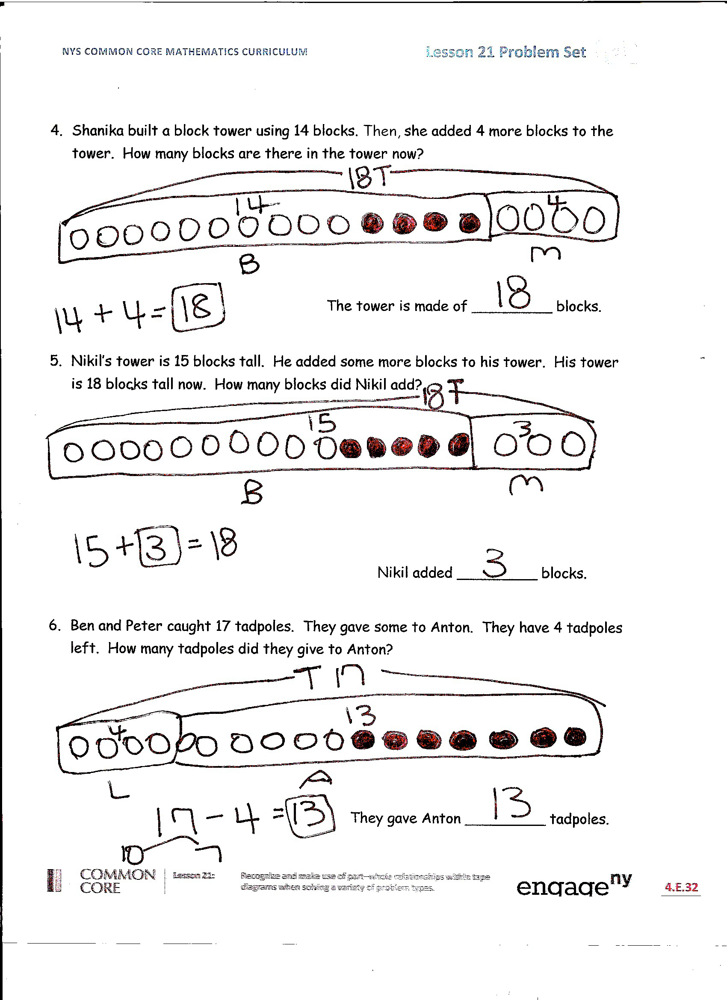 NYS COMMON CORE MATHEMATICS CURRICULUM
Lesson 21 Problem Set
4. Shanika built a block tower using 14 blocks. Then, she added 4 more blocks to the
tower. How many blocks are there in the tower now?
18T
14
4
B
M
14 + 4 = 18
The tower is made of 18 blocks.
5. Nikil's tower is 15 blocks tall. He added some more blocks to his tower. His tower
is 18 blocks tall now. How many blocks did Nikil add?
18T
15
3
B
M
15 + 3 = 18
Nikil added 3 blocks.
6. Ben and Peter caught 17 tadpoles. They gave some to Anton. They have 4 tadpoles
left. How many tadpoles did they give to Anton?
T 17
13
4
L
A
17 - 4 = 13
They gave Anton 13 tadpoles.
10 7
COMMON
CORE
Lesson 21:
Recognize and make use of part–whole relationships within tape
diagrams when solving a variety of problem types.
engage ny
4.E.32